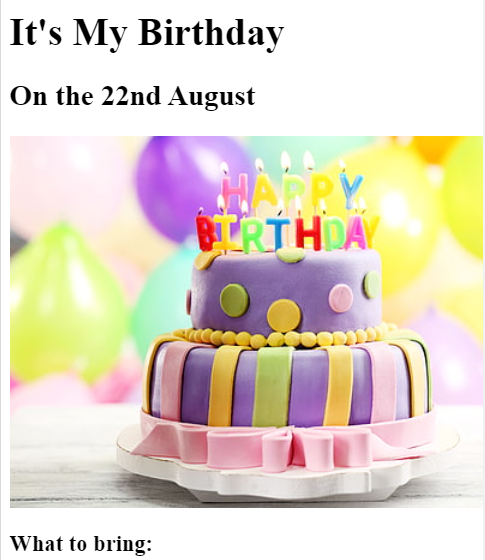 It's My Birthday
On the 22nd August
HAPPY
BIRTHDAY
What to bring: